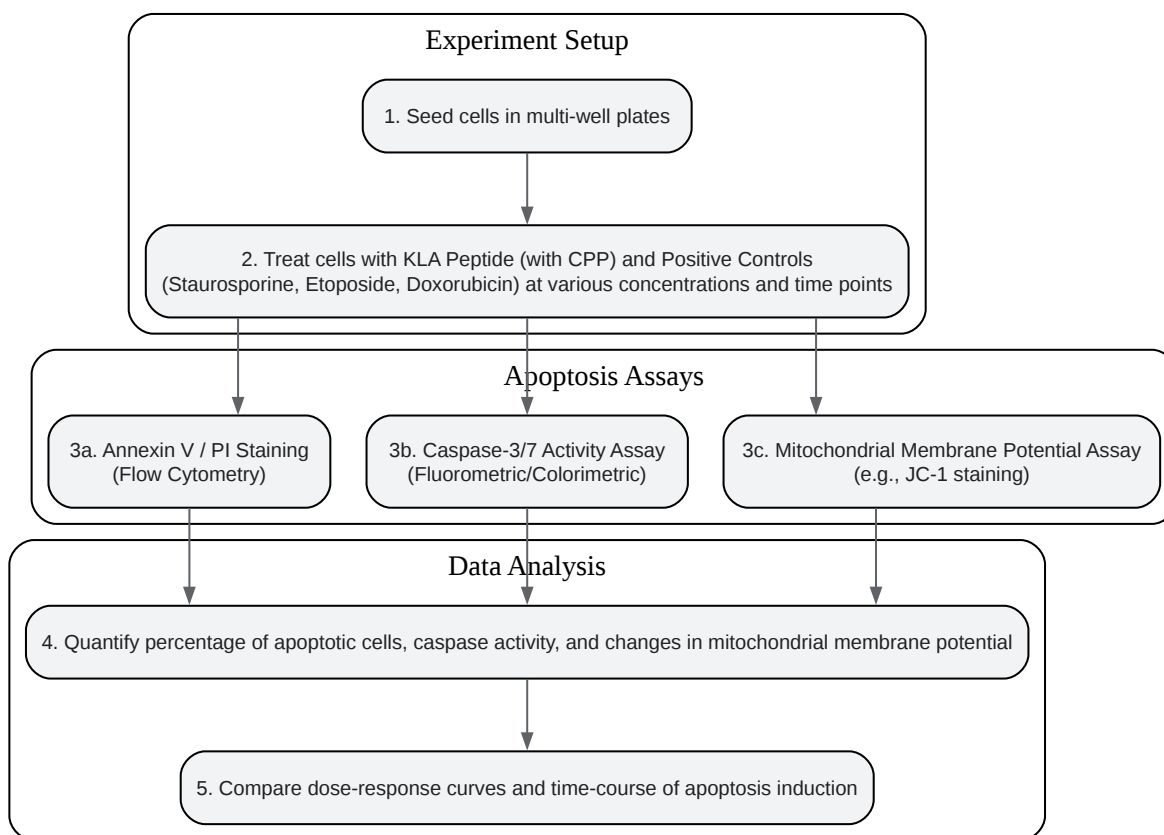 Experiment Setup
1. Seed cells in multi-well plates
2. Treat cells with KLA Peptide (with CPP) and Positive Controls
(Staurosporine, Etoposide, Doxorubicin) at various concentrations and time points
Apoptosis Assays
3a. Annexin V / PI Staining
(Flow Cytometry)
3b. Caspase-3/7 Activity Assay
(Fluorometric/Colorimetric)
3c. Mitochondrial Membrane Potential Assay
(e.g., JC-1 staining)
Data Analysis
4. Quantify percentage of apoptotic cells, caspase activity, and changes in mitochondrial membrane potential
5. Compare dose-response curves and time-course of apoptosis induction